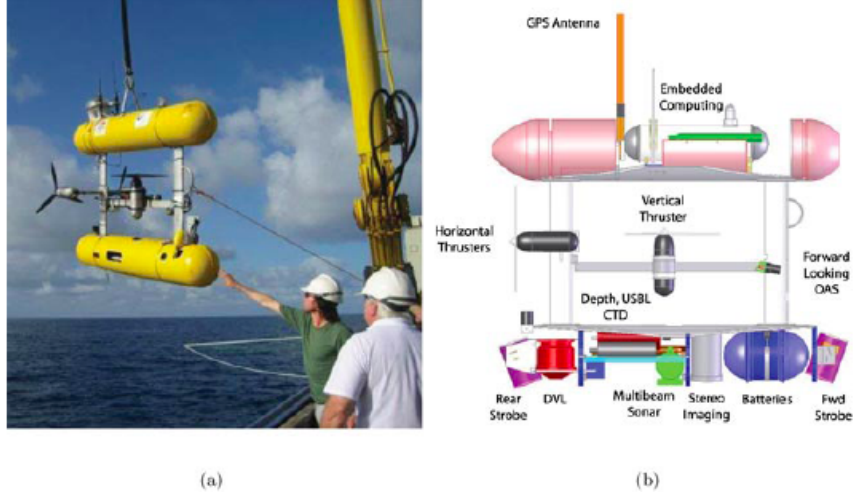 GPS Antenna
Embedded
Computing
Vertical
Thruster
Horizontal
Thrusters
Forward
Looking
OAS
Depth, USBL
CTD
Rear
Strobe
DVL
Multibeam
Sonar
Stereo
Imaging
Batteries
Fwd
Strobe
(a)
(b)